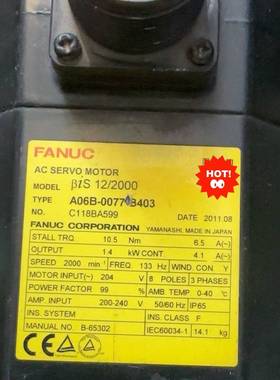 HOT!
FANUC
AC SERVO MOTOR
MODEL βiS 12/2000
TYPE A06B-0077-B403
NO. C118BA599 DATE 2011.08
FANUC CORPORATION YAMANASHI, MADE IN JAPAN
STALL TRQ. 10.5 Nm 6.5 A(~)
OUTPUT 1.4 kW CONT. 4.1 A(~)
SPEED 2000 min⁻¹ FREQ. 133 Hz WIND. CON. Y
MOTOR INPUT(~) 204 V 8 POLES 3 PHASES
POWER FACTOR 99 % AMB. TEMP. 0-40 ℃
AMP. INPUT 200-240 V 50/60 Hz IP65
INS. SYSTEM INS. CLASS F
MANUAL NO. B-65302 IEC60034-1 14.1 kg